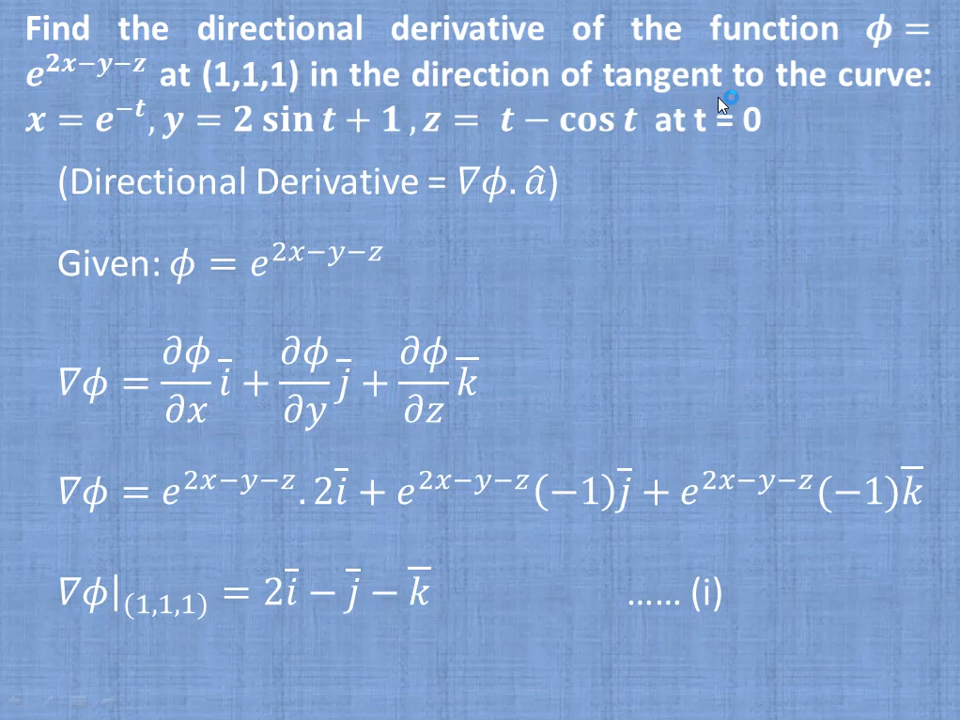 Find the directional derivative of the function 𝝓 =
𝒆^(𝟐𝒙−𝒚−𝒛) at (1,1,1) in the direction of tangent to the curve:
𝒙 = 𝒆^(−𝒕), 𝒚 = 𝟐 𝐬𝐢𝐧 𝒕 + 𝟏 , 𝒛 = 𝒕 − 𝐜𝐨𝐬 𝒕 at t = 0
(Directional Derivative = ∇ϕ. â)
Given: ϕ = e^(2x−y−z)
∇ϕ = ∂ϕ/∂x i̅ + ∂ϕ/∂y j̅ + ∂ϕ/∂z k̅
∇ϕ = e^(2x−y−z). 2i̅ + e^(2x−y−z)(−1)j̅ + e^(2x−y−z)(−1)k̅
∇ϕ|_(1,1,1) = 2i̅ − j̅ − k̅ …… (i)